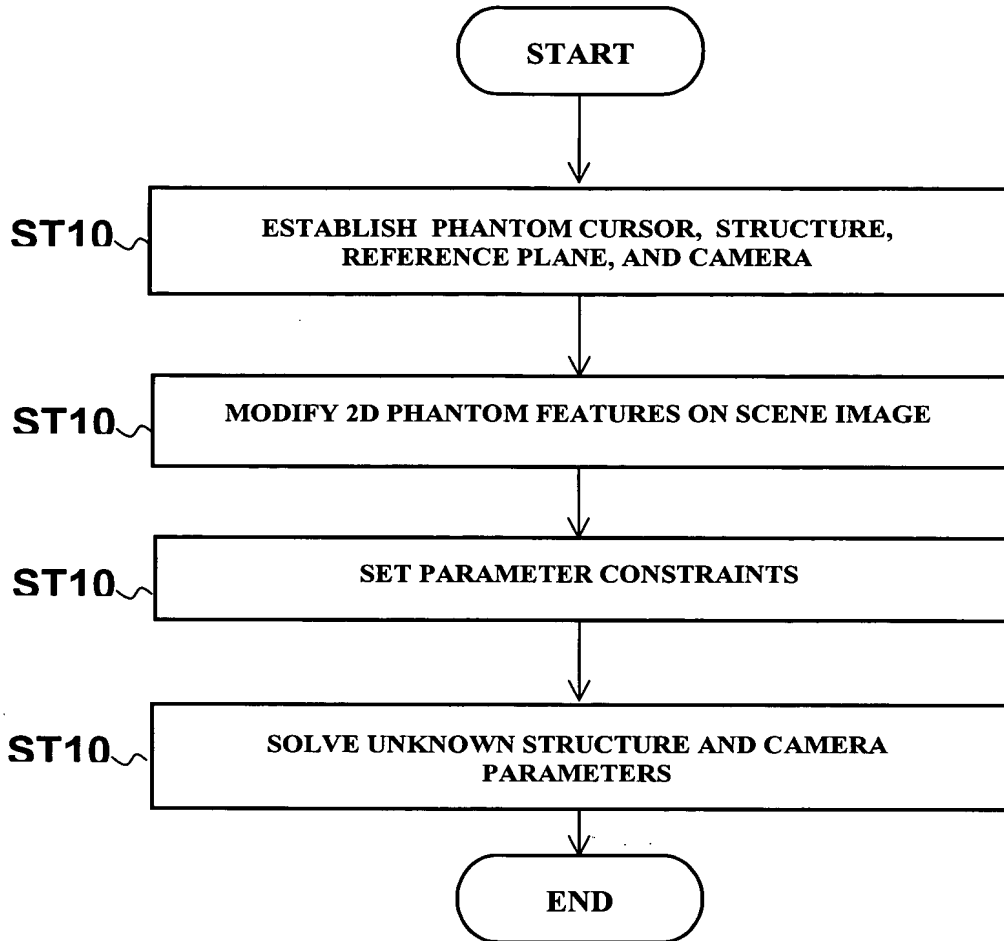 START
ST10
ESTABLISH PHANTOM CURSOR, STRUCTURE,
REFERENCE PLANE, AND CAMERA
ST10
MODIFY 2D PHANTOM FEATURES ON SCENE IMAGE
ST10
SET PARAMETER CONSTRAINTS
ST10
SOLVE UNKNOWN STRUCTURE AND CAMERA
PARAMETERS
END